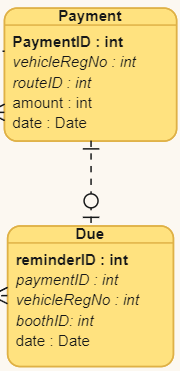 Payment
PaymentID : int
vehicleRegNo : int
routeID : int
amount : int
date : Date
Due
reminderID : int
paymentID : int
vehicleRegNo : int
boothID: int
date : Date